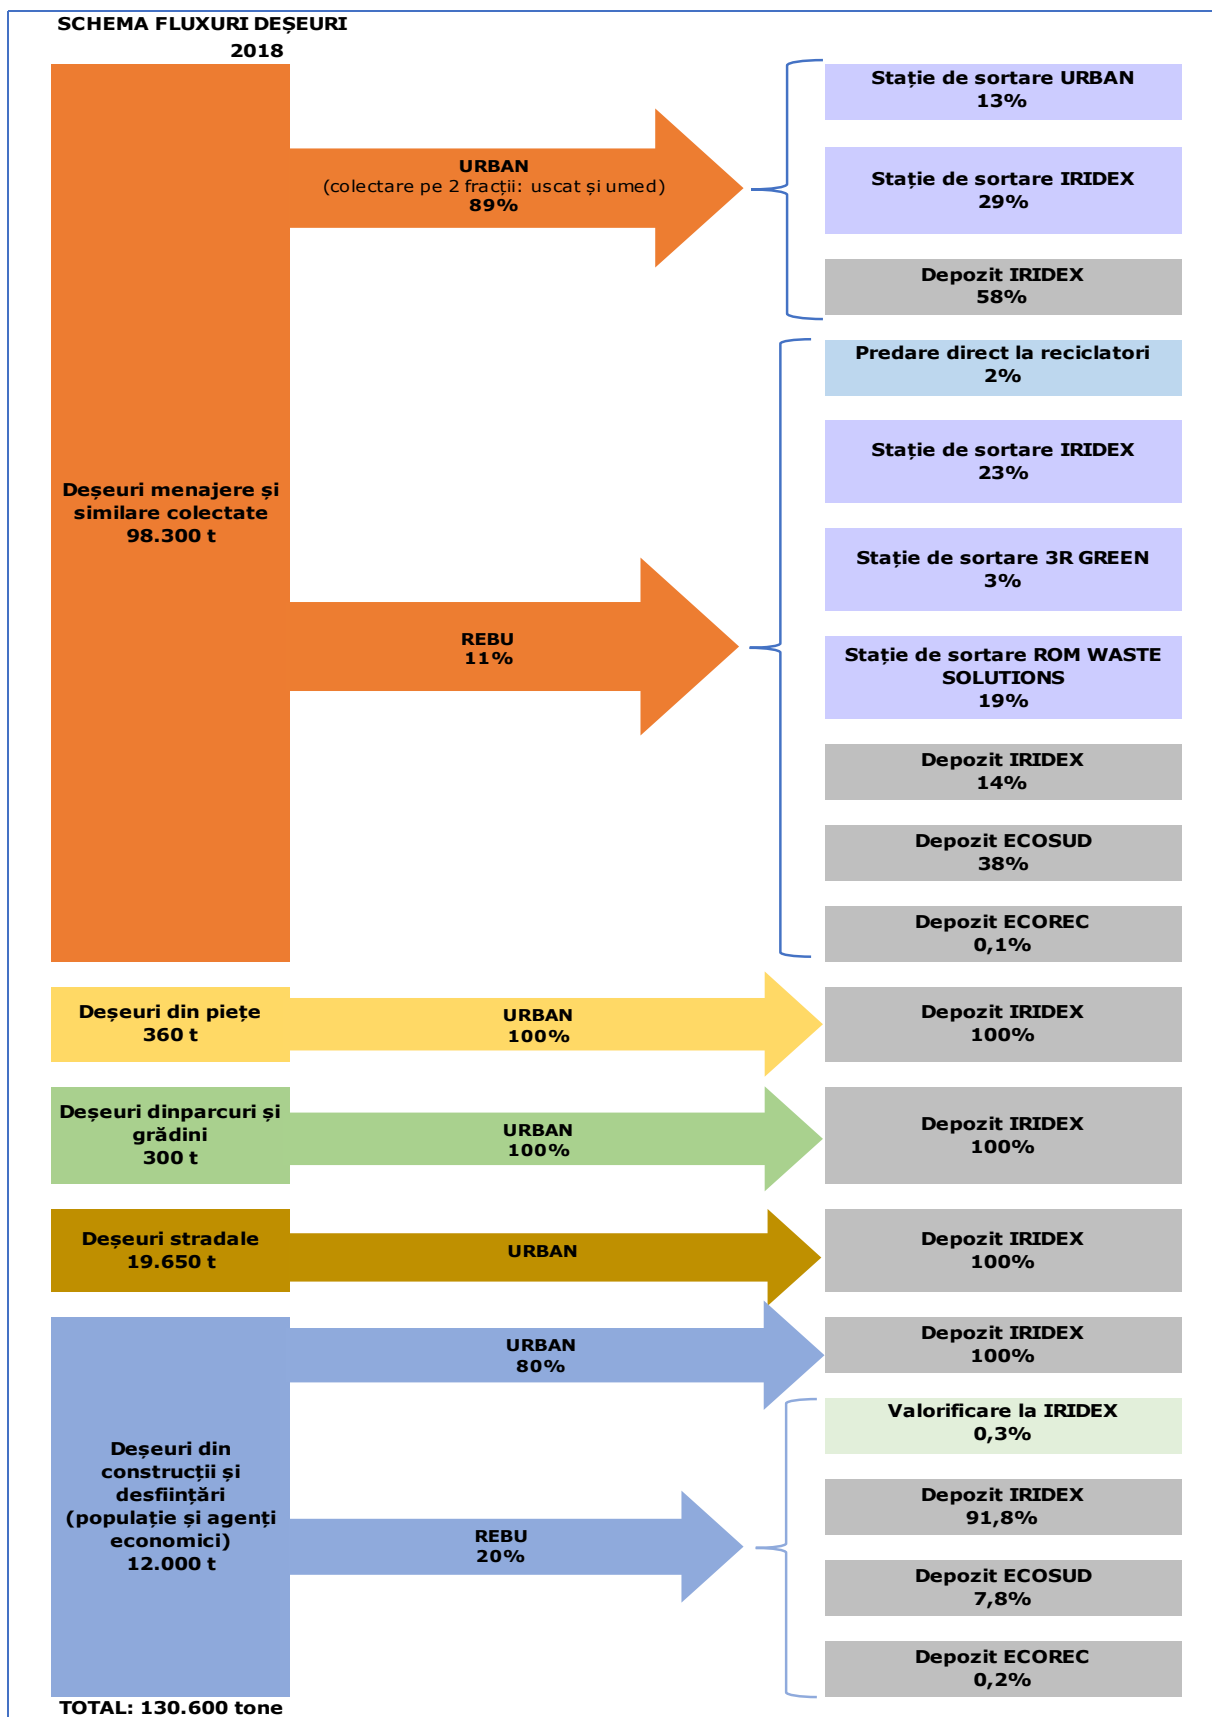 SCHEMA FLUXURI DEȘEURI
2018
Deșeuri menajere și
similare colectate
98.300 t
URBAN
(colectare pe 2 fracții: uscat și umed)
89%
Stație de sortare URBAN
13%
Stație de sortare IRIDEX
29%
Depozit IRIDEX
58%
REBU
11%
Predare direct la reciclatori
2%
Stație de sortare IRIDEX
23%
Stație de sortare 3R GREEN
3%
Stație de sortare ROM WASTE
SOLUTIONS
19%
Depozit IRIDEX
14%
Depozit ECOSUD
38%
Depozit ECOREC
0,1%
Deșeuri din piețe
360 t
URBAN
100%
Depozit IRIDEX
100%
Deșeuri dinparcuri și
grădini
300 t
URBAN
100%
Depozit IRIDEX
100%
Deșeuri stradale
19.650 t
URBAN
Depozit IRIDEX
100%
Deșeuri din
construcții și
desființări
(populație și agenți
economici)
12.000 t
URBAN
80%
Depozit IRIDEX
100%
REBU
20%
Valorificare la IRIDEX
0,3%
Depozit IRIDEX
91,8%
Depozit ECOSUD
7,8%
Depozit ECOREC
0,2%
TOTAL: 130.600 tone